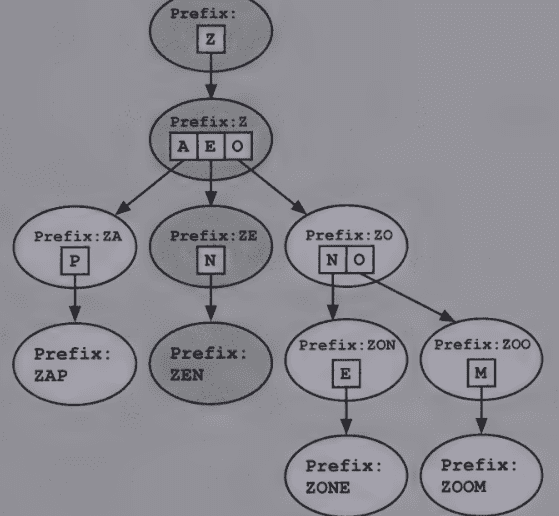 Prefix:
Z
Prefix:Z
A E O
Prefix:ZA
P
Prefix:ZE
N
Prefix:ZO
N O
Prefix:
ZAP
Prefix:
ZEN
Prefix:ZON
E
Prefix:ZOO
M
Prefix:
ZONE
Prefix:
ZOOM